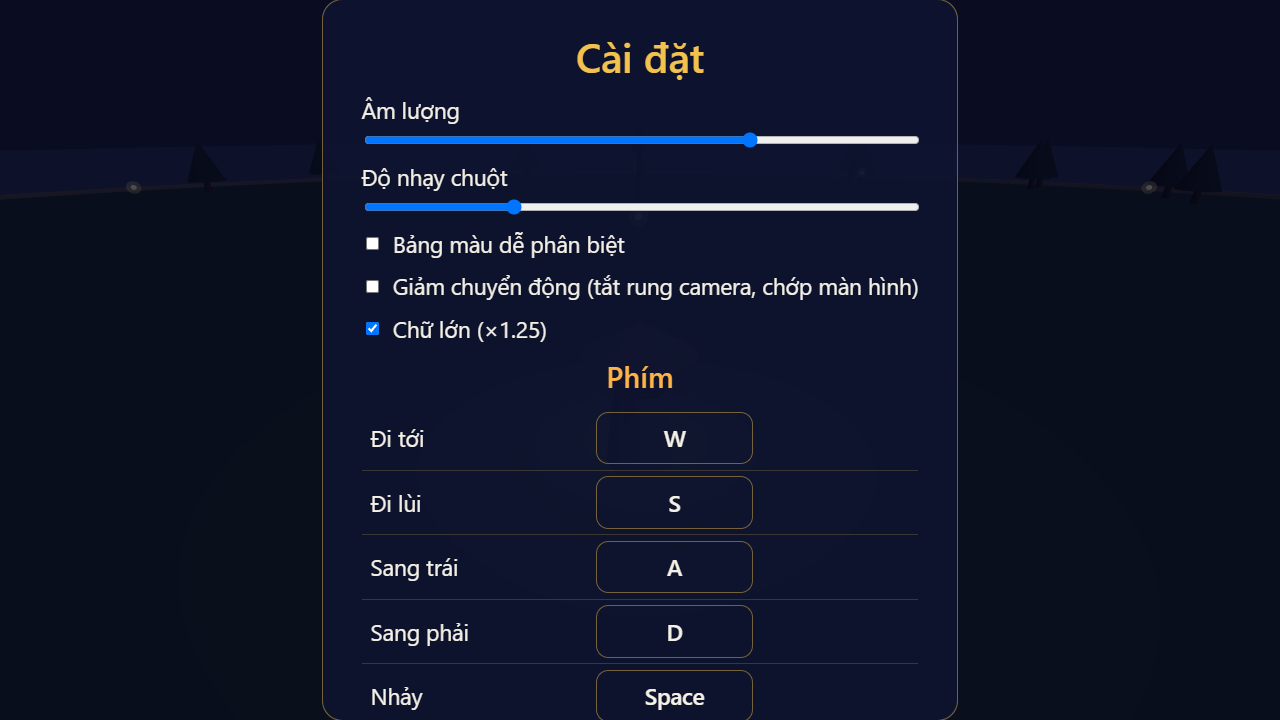 Cài đặt
Âm lượng
Độ nhạy chuột
Bảng màu dễ phân biệt
Giảm chuyển động (tắt rung camera, chớp màn hình)
Chữ lớn (×1.25)
Phím
Đi tới W
Đi lùi S
Sang trái A
Sang phải D
Nhảy Space